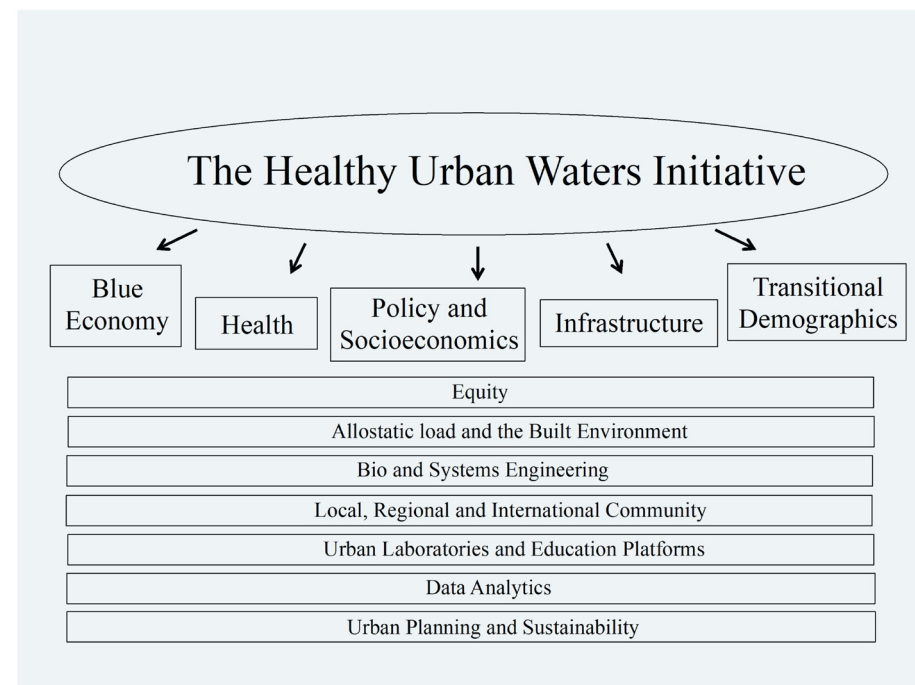 The Healthy Urban Waters Initiative
Blue
Economy
Health
Policy and
Socioeconomics
Infrastructure
Transitional
Demographics
Equity
Allostatic load and the Built Environment
Bio and Systems Engineering
Local, Regional and International Community
Urban Laboratories and Education Platforms
Data Analytics
Urban Planning and Sustainability